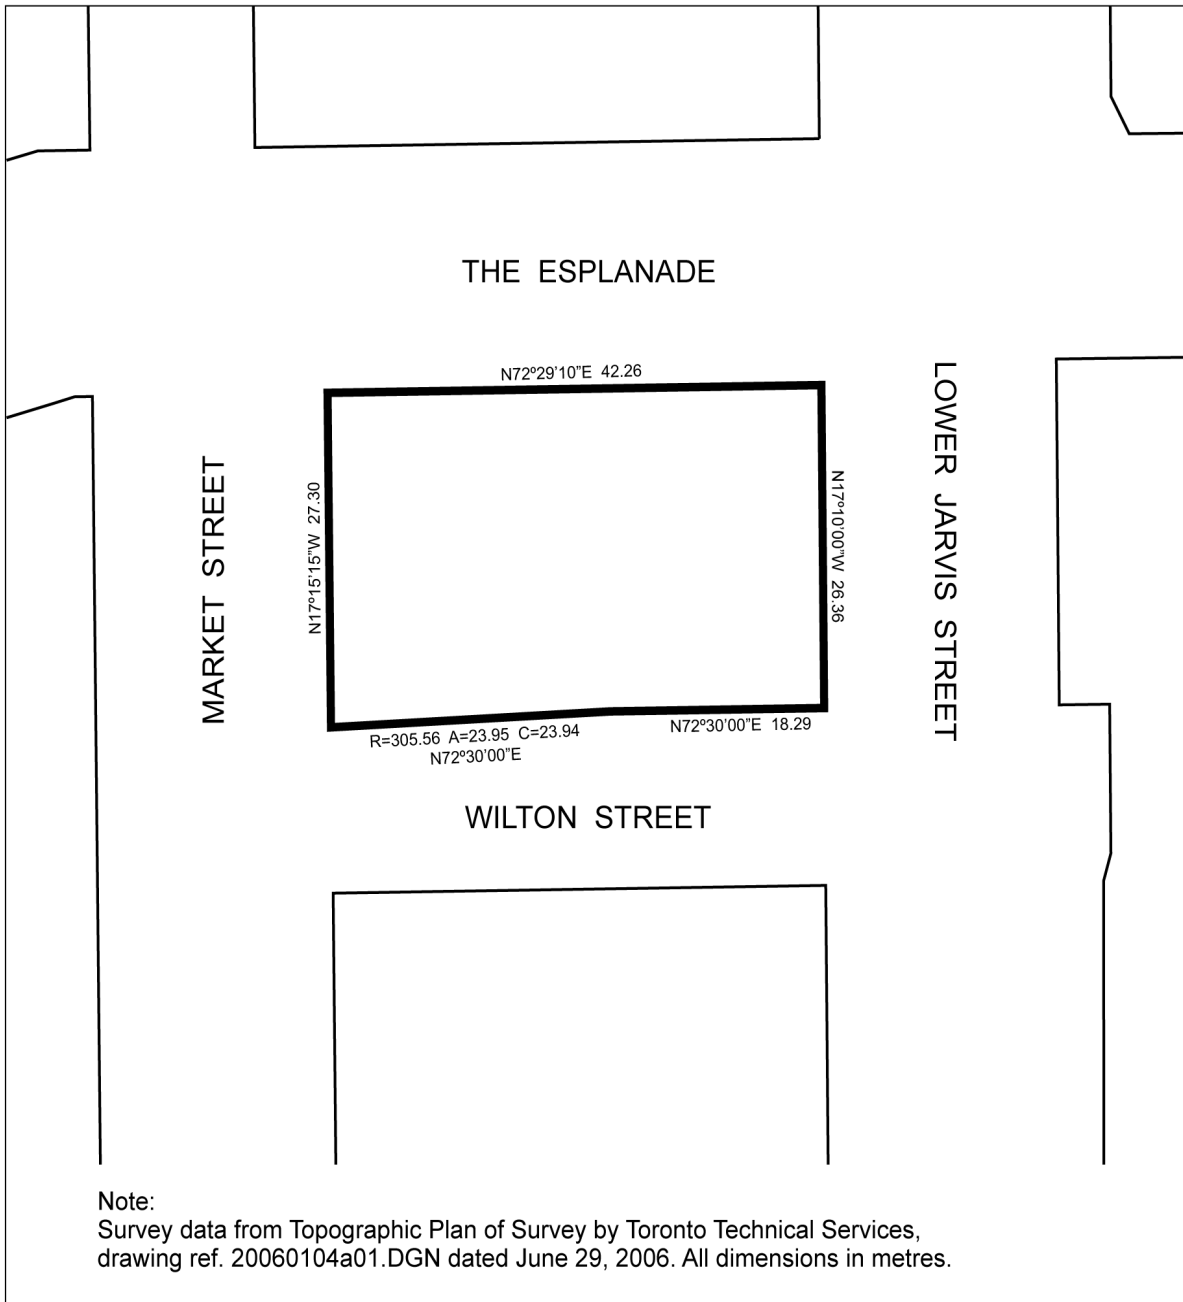 THE ESPLANADE
N72º29’10”E 42.26
LOWER JARVIS STREET
MARKET STREET
N17º15’15”W 27.30
N17º10’00”W 26.36
R=305.56 A=23.95 C=23.94
N72º30’00”E
N72º30’00”E 18.29
WILTON STREET
Note:
Survey data from Topographic Plan of Survey by Toronto Technical Services,
drawing ref. 20060104a01.DGN dated June 29, 2006. All dimensions in metres.